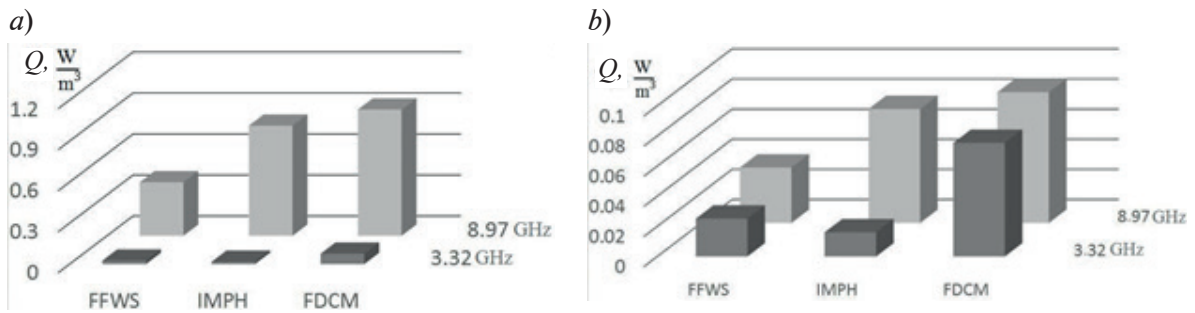 a)
Q, W/m³
1.2
0.9
0.6
0.3
0
8.97 GHz
3.32 GHz
FFWS IMPH FDCM
b)
Q, W/m³
0.1
0.08
0.06
0.04
0.02
0
8.97 GHz
3.32 GHz
FFWS IMPH FDCM